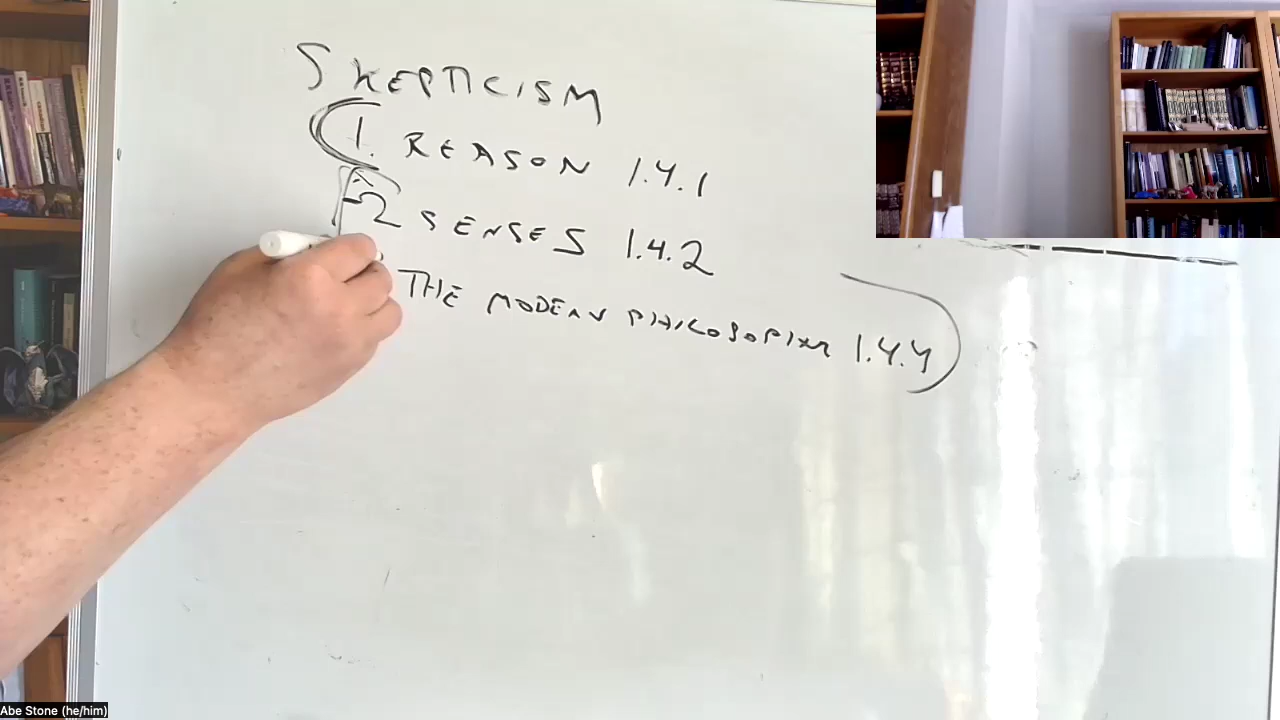 SKEPTICISM
1. REASON 1.4.1
2 SENSES 1.4.2
THE MODERN 1.4.4
Abe Stone (he/him)